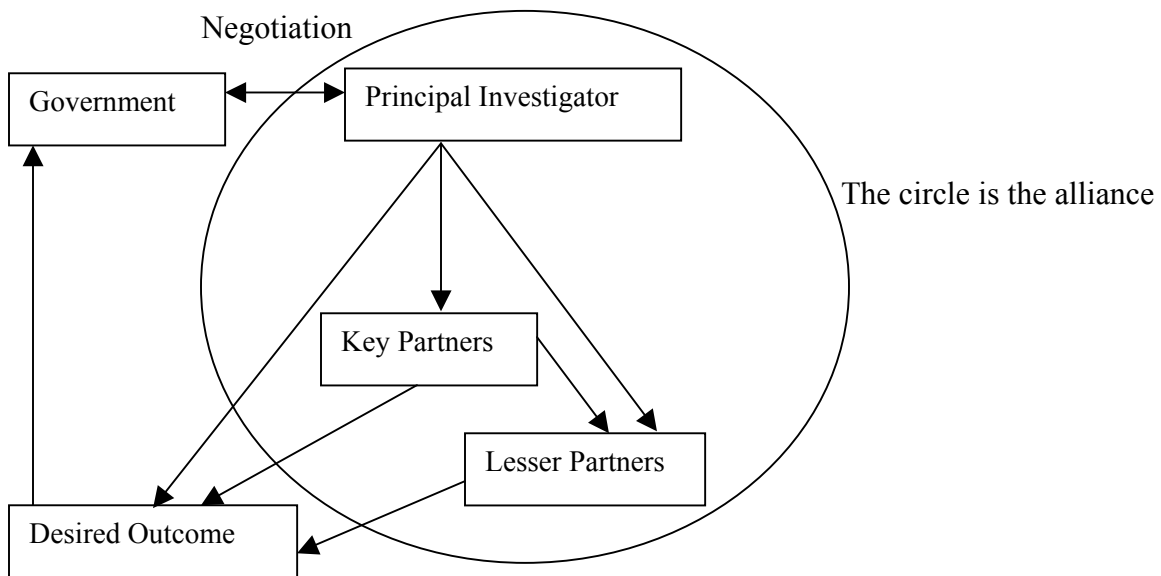 Negotiation
Government
Principal Investigator
The circle is the alliance
Key Partners
Lesser Partners
Desired Outcome